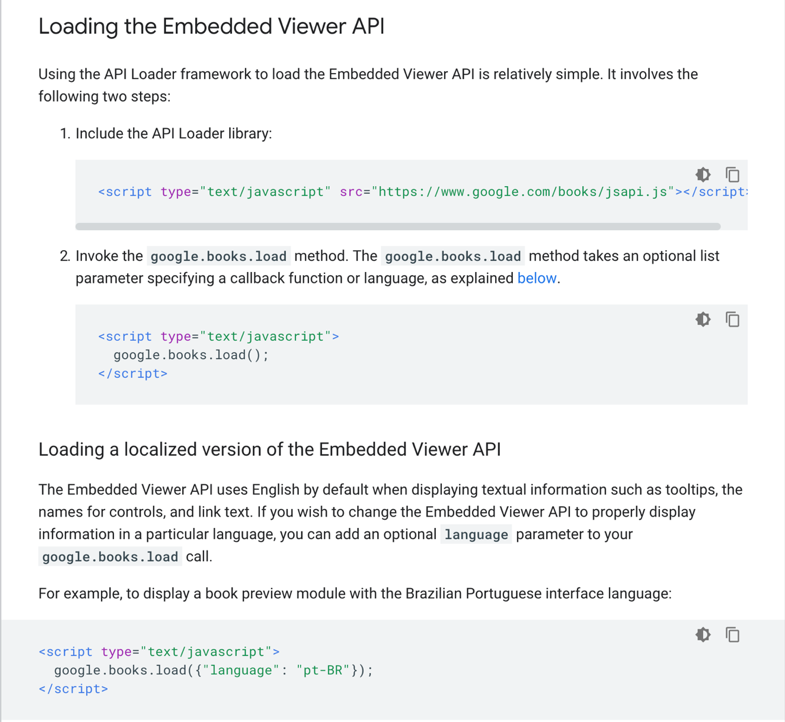 Loading the Embedded Viewer API
Using the API Loader framework to load the Embedded Viewer API is relatively simple. It involves the
following two steps:
1. Include the API Loader library:
<script type="text/javascript" src="https://www.google.com/books/jsapi.js"></script>
2. Invoke the google.books.load method. The google.books.load method takes an optional list
parameter specifying a callback function or language, as explained below.
<script type="text/javascript">
  google.books.load();
</script>
Loading a localized version of the Embedded Viewer API
The Embedded Viewer API uses English by default when displaying textual information such as tooltips, the
names for controls, and link text. If you wish to change the Embedded Viewer API to properly display
information in a particular language, you can add an optional language parameter to your
google.books.load call.
For example, to display a book preview module with the Brazilian Portuguese interface language:
<script type="text/javascript">
  google.books.load({"language": "pt-BR"});
</script>